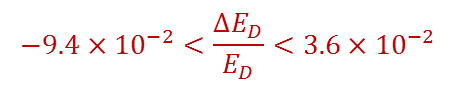 −9.4 × 10⁻² < ΔE_D / E_D < 3.6 × 10⁻²